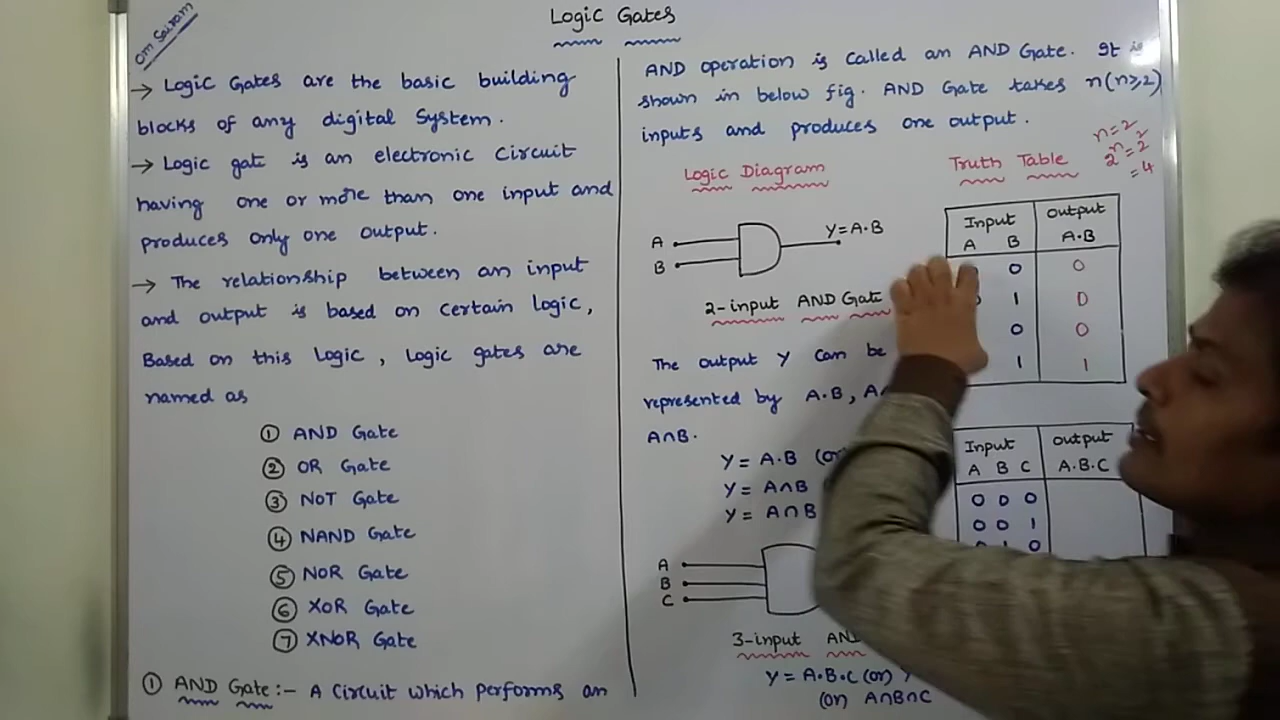 Om Sairam
Logic Gates
→ Logic Gates are the basic building
blocks of any digital System.
→ Logic gate is an electronic Circuit
having one or more than one input and
produces only one output.
→ The relationship between an input
and output is based on certain logic,
Based on this Logic, Logic gates are
named as
① AND Gate
② OR Gate
③ NOT Gate
④ NAND Gate
⑤ NOR Gate
⑥ XOR Gate
⑦ XNOR Gate
① AND Gate:- A Circuit which performs an
AND operation is called an AND Gate. It is
shown in below fig. AND Gate takes n(n≥2)
inputs and produces one output.
n=2
2ⁿ=2²
=4
Logic Diagram
A
B
Y=A·B
2-input AND Gate
Truth Table
Input Output
A B A·B
0 0
1 0
0 0
1 1
The output Y can be
represented by A·B,
A∩B.
Y = A·B (or)
Y = A∩B
Y = A∩B
A
B
C
3-input AND
Y = A·B·C (or) Y
(or) A∩B∩C
Input Output
A B C A·B·C
0 0 0
0 0 1
0 1 0